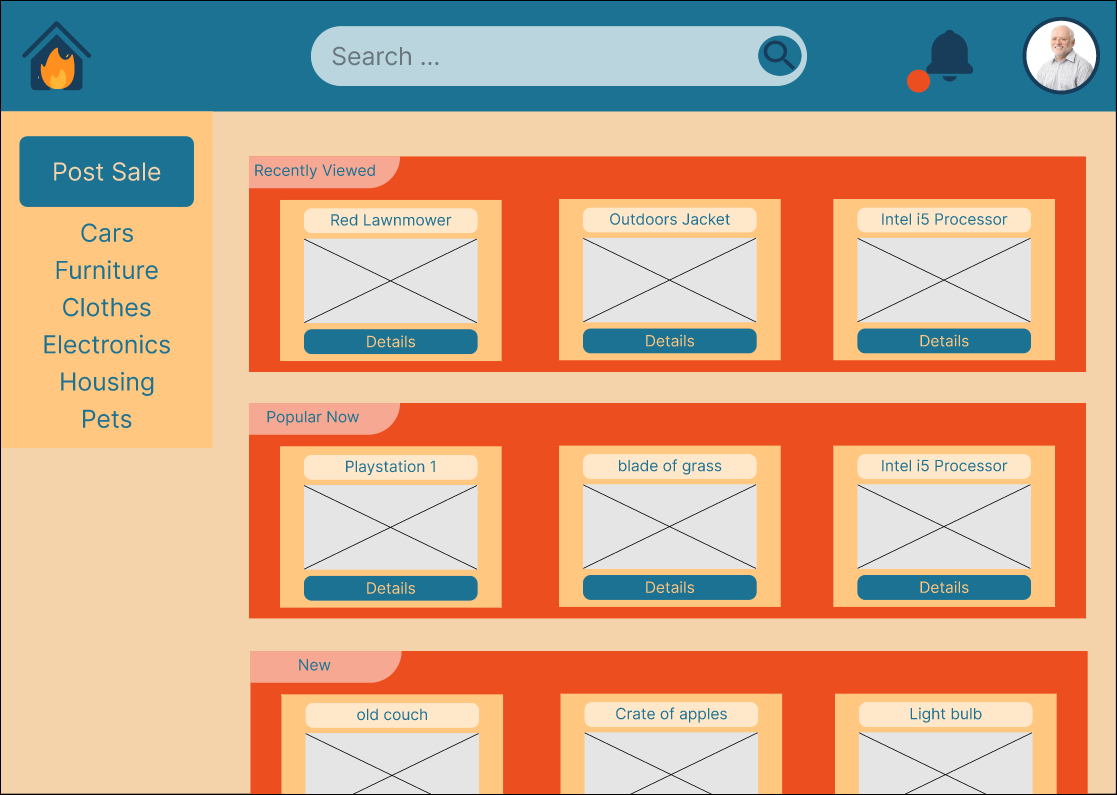 Search ...
Post Sale
Cars
Furniture
Clothes
Electronics
Housing
Pets
Recently Viewed
Red Lawnmower
Outdoors Jacket
Intel i5 Processor
Details
Details
Details
Popular Now
Playstation 1
blade of grass
Intel i5 Processor
Details
Details
Details
New
old couch
Crate of apples
Light bulb